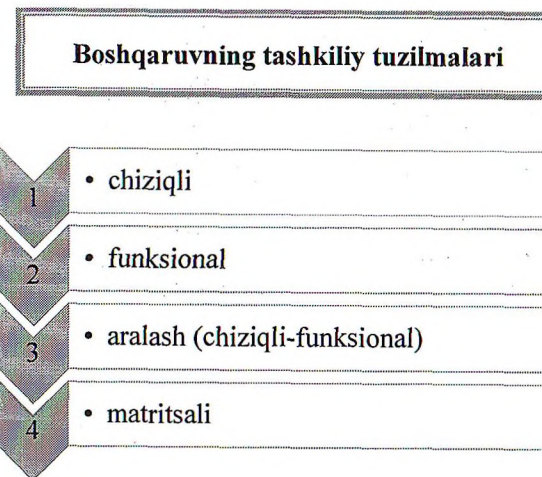 Boshqaruvning tashkiliy tuzilmalari
1 • chiziqli
2 • funksional
3 • aralash (chiziqli-funksional)
4 • matritsali